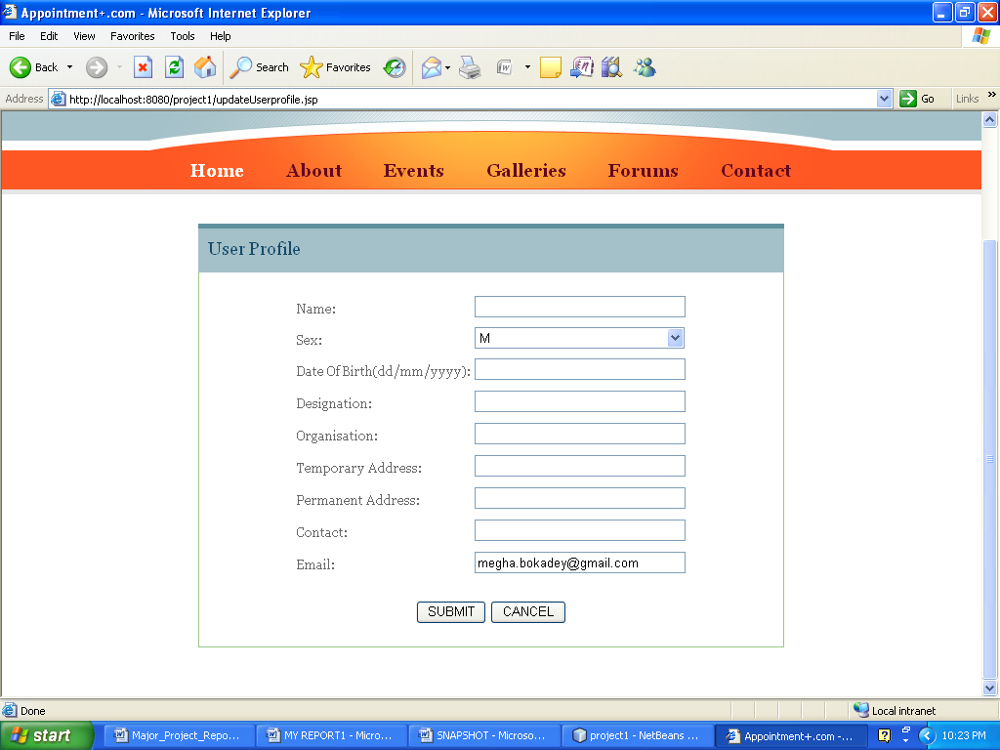 Appointment+.com - Microsoft Internet Explorer
File Edit View Favorites Tools Help
Back Search Favorites
Address http://localhost:8080/project1/updateUserprofile.jsp Go Links »
Home About Events Galleries Forums Contact
User Profile
Name:
Sex: M
Date Of Birth(dd/mm/yyyy):
Designation:
Organisation:
Temporary Address:
Permanent Address:
Contact:
Email: megha.bokadey@gmail.com
SUBMIT CANCEL
Done Local intranet
start Major_Project_Repo... MY REPORT1 - Micro... SNAPSHOT - Microso... project1 - NetBeans ... Appointment+.com -... 10:23 PM